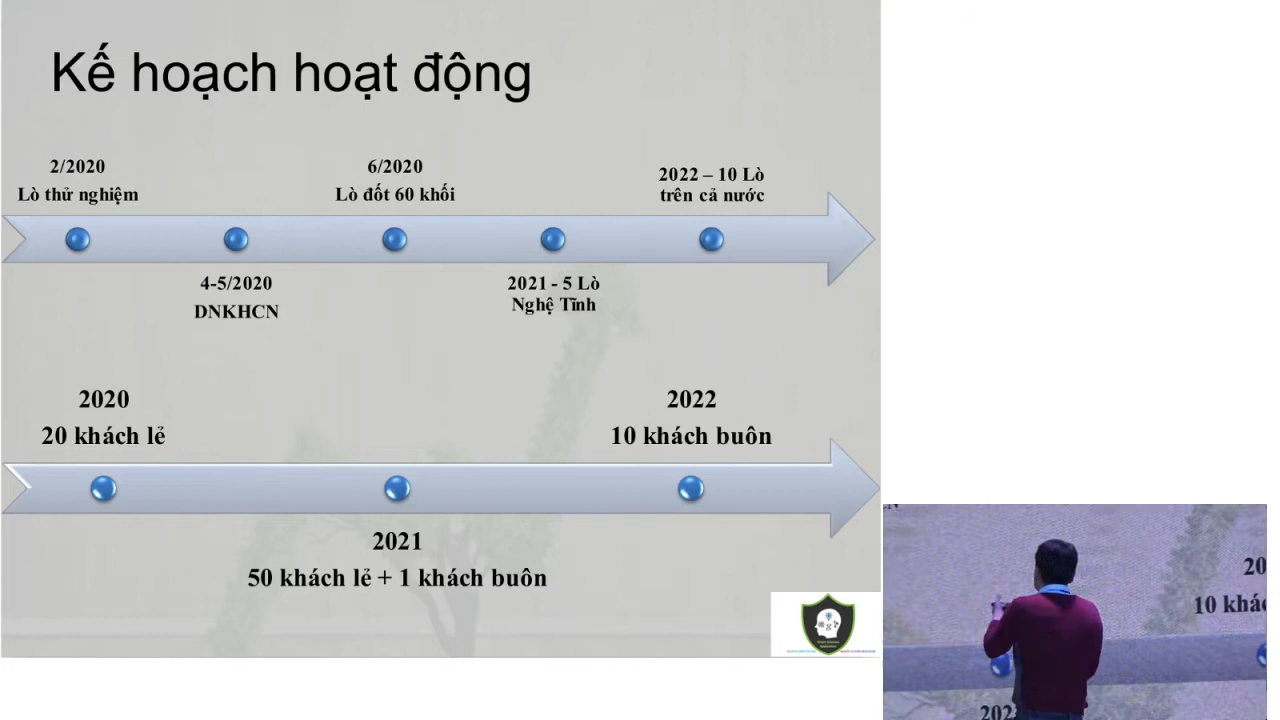 Kế hoạch hoạt động
2/2020
Lò thử nghiệm
6/2020
Lò đốt 60 khối
2022 – 10 Lò
trên cả nước
4-5/2020
DNKHCN
2021 - 5 Lò
Nghệ Tĩnh
2020
20 khách lẻ
2022
10 khách buôn
2021
50 khách lẻ + 1 khách buôn
20
10 khác
202